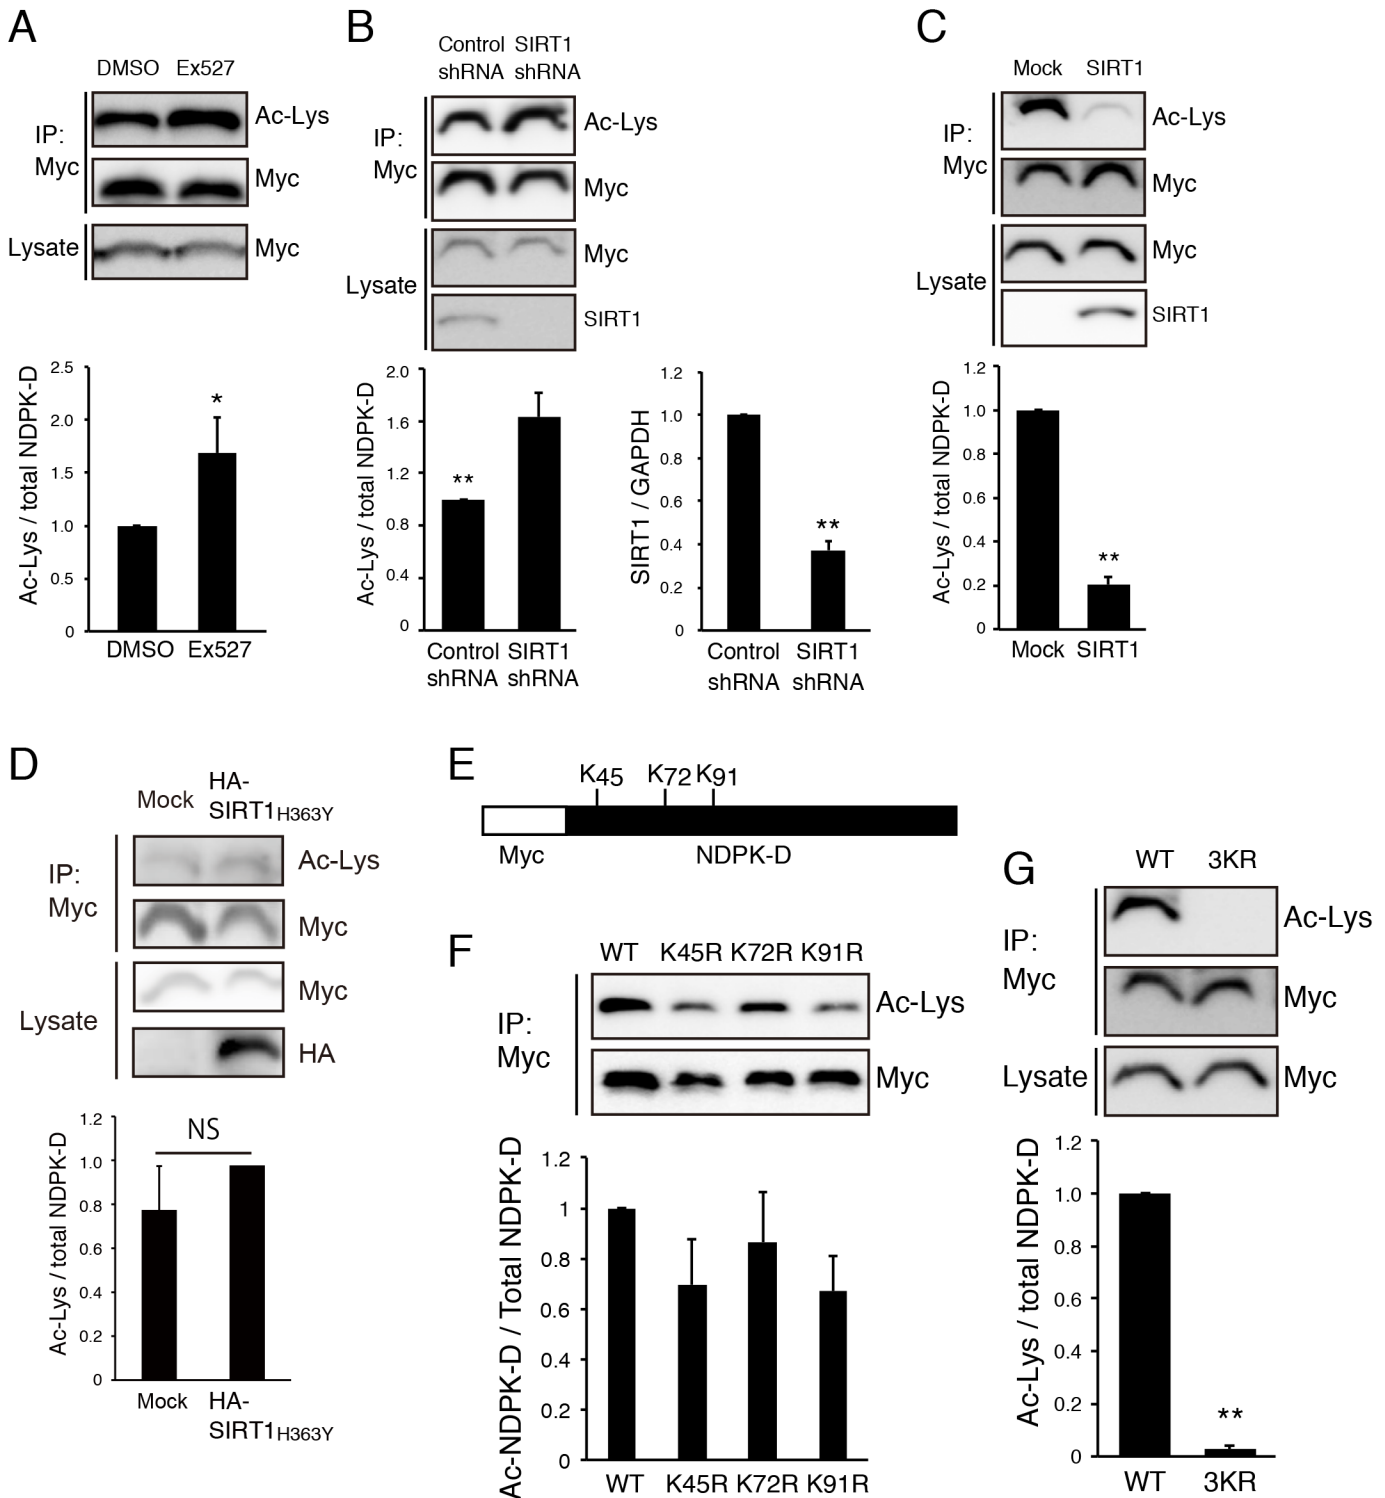 A
DMSO Ex527
IP:
Myc
Ac-Lys
Myc
Lysate
Myc
2.5
2.0
1.5
1.0
0.5
0
Ac-Lys / total NDPK-D
*
DMSO Ex527
B
Control SIRT1
shRNA shRNA
IP:
Myc
Ac-Lys
Myc
Lysate
Myc
SIRT1
2.0
1.6
1.2
0.8
0.4
0
Ac-Lys / total NDPK-D
**
Control SIRT1
shRNA shRNA
1.2
1.0
0.8
0.6
0.4
0.2
0
SIRT1 / GAPDH
**
Control SIRT1
shRNA shRNA
C
Mock SIRT1
IP:
Myc
Ac-Lys
Myc
Lysate
Myc
SIRT1
1.2
1.0
0.8
0.6
0.4
0.2
0
Ac-Lys / total NDPK-D
**
Mock SIRT1
D
Mock HA-
SIRT1H363Y
IP:
Myc
Ac-Lys
Myc
Lysate
Myc
HA
1.2
1.0
0.8
0.6
0.4
0.2
0
Ac-Lys / total NDPK-D
NS
Mock HA-
SIRT1H363Y
E
K45 K72 K91
Myc NDPK-D
F
WT K45R K72R K91R
IP:
Myc
Ac-Lys
Myc
1.2
1
0.8
0.6
0.4
0.2
0
Ac-NDPK-D / Total NDPK-D
WT K45R K72R K91R
G
WT 3KR
IP:
Myc
Ac-Lys
Myc
Lysate
Myc
1.2
1.0
0.8
0.6
0.4
0.2
0
Ac-Lys / total NDPK-D
**
WT 3KR